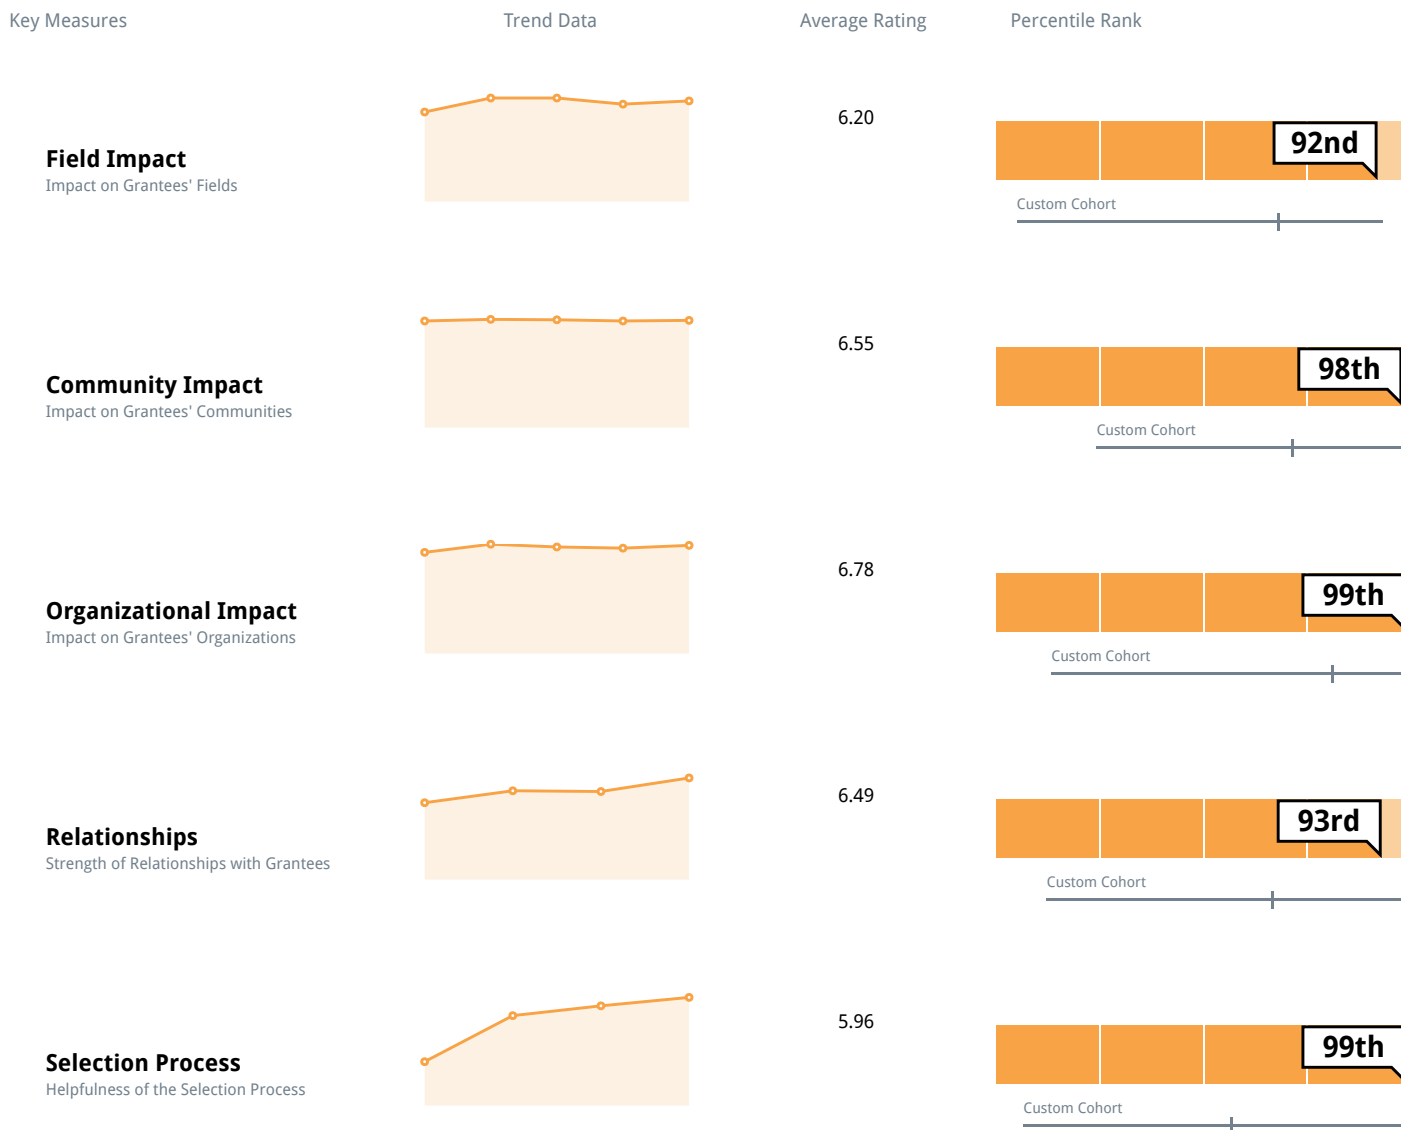 Key Measures Trend Data Average Rating Percentile Rank
6.20
92nd
Field Impact
Impact on Grantees' Fields
Custom Cohort
6.55
98th
Community Impact
Impact on Grantees' Communities
Custom Cohort
6.78
99th
Organizational Impact
Impact on Grantees' Organizations
Custom Cohort
6.49
93rd
Relationships
Strength of Relationships with Grantees
Custom Cohort
5.96
99th
Selection Process
Helpfulness of the Selection Process
Custom Cohort